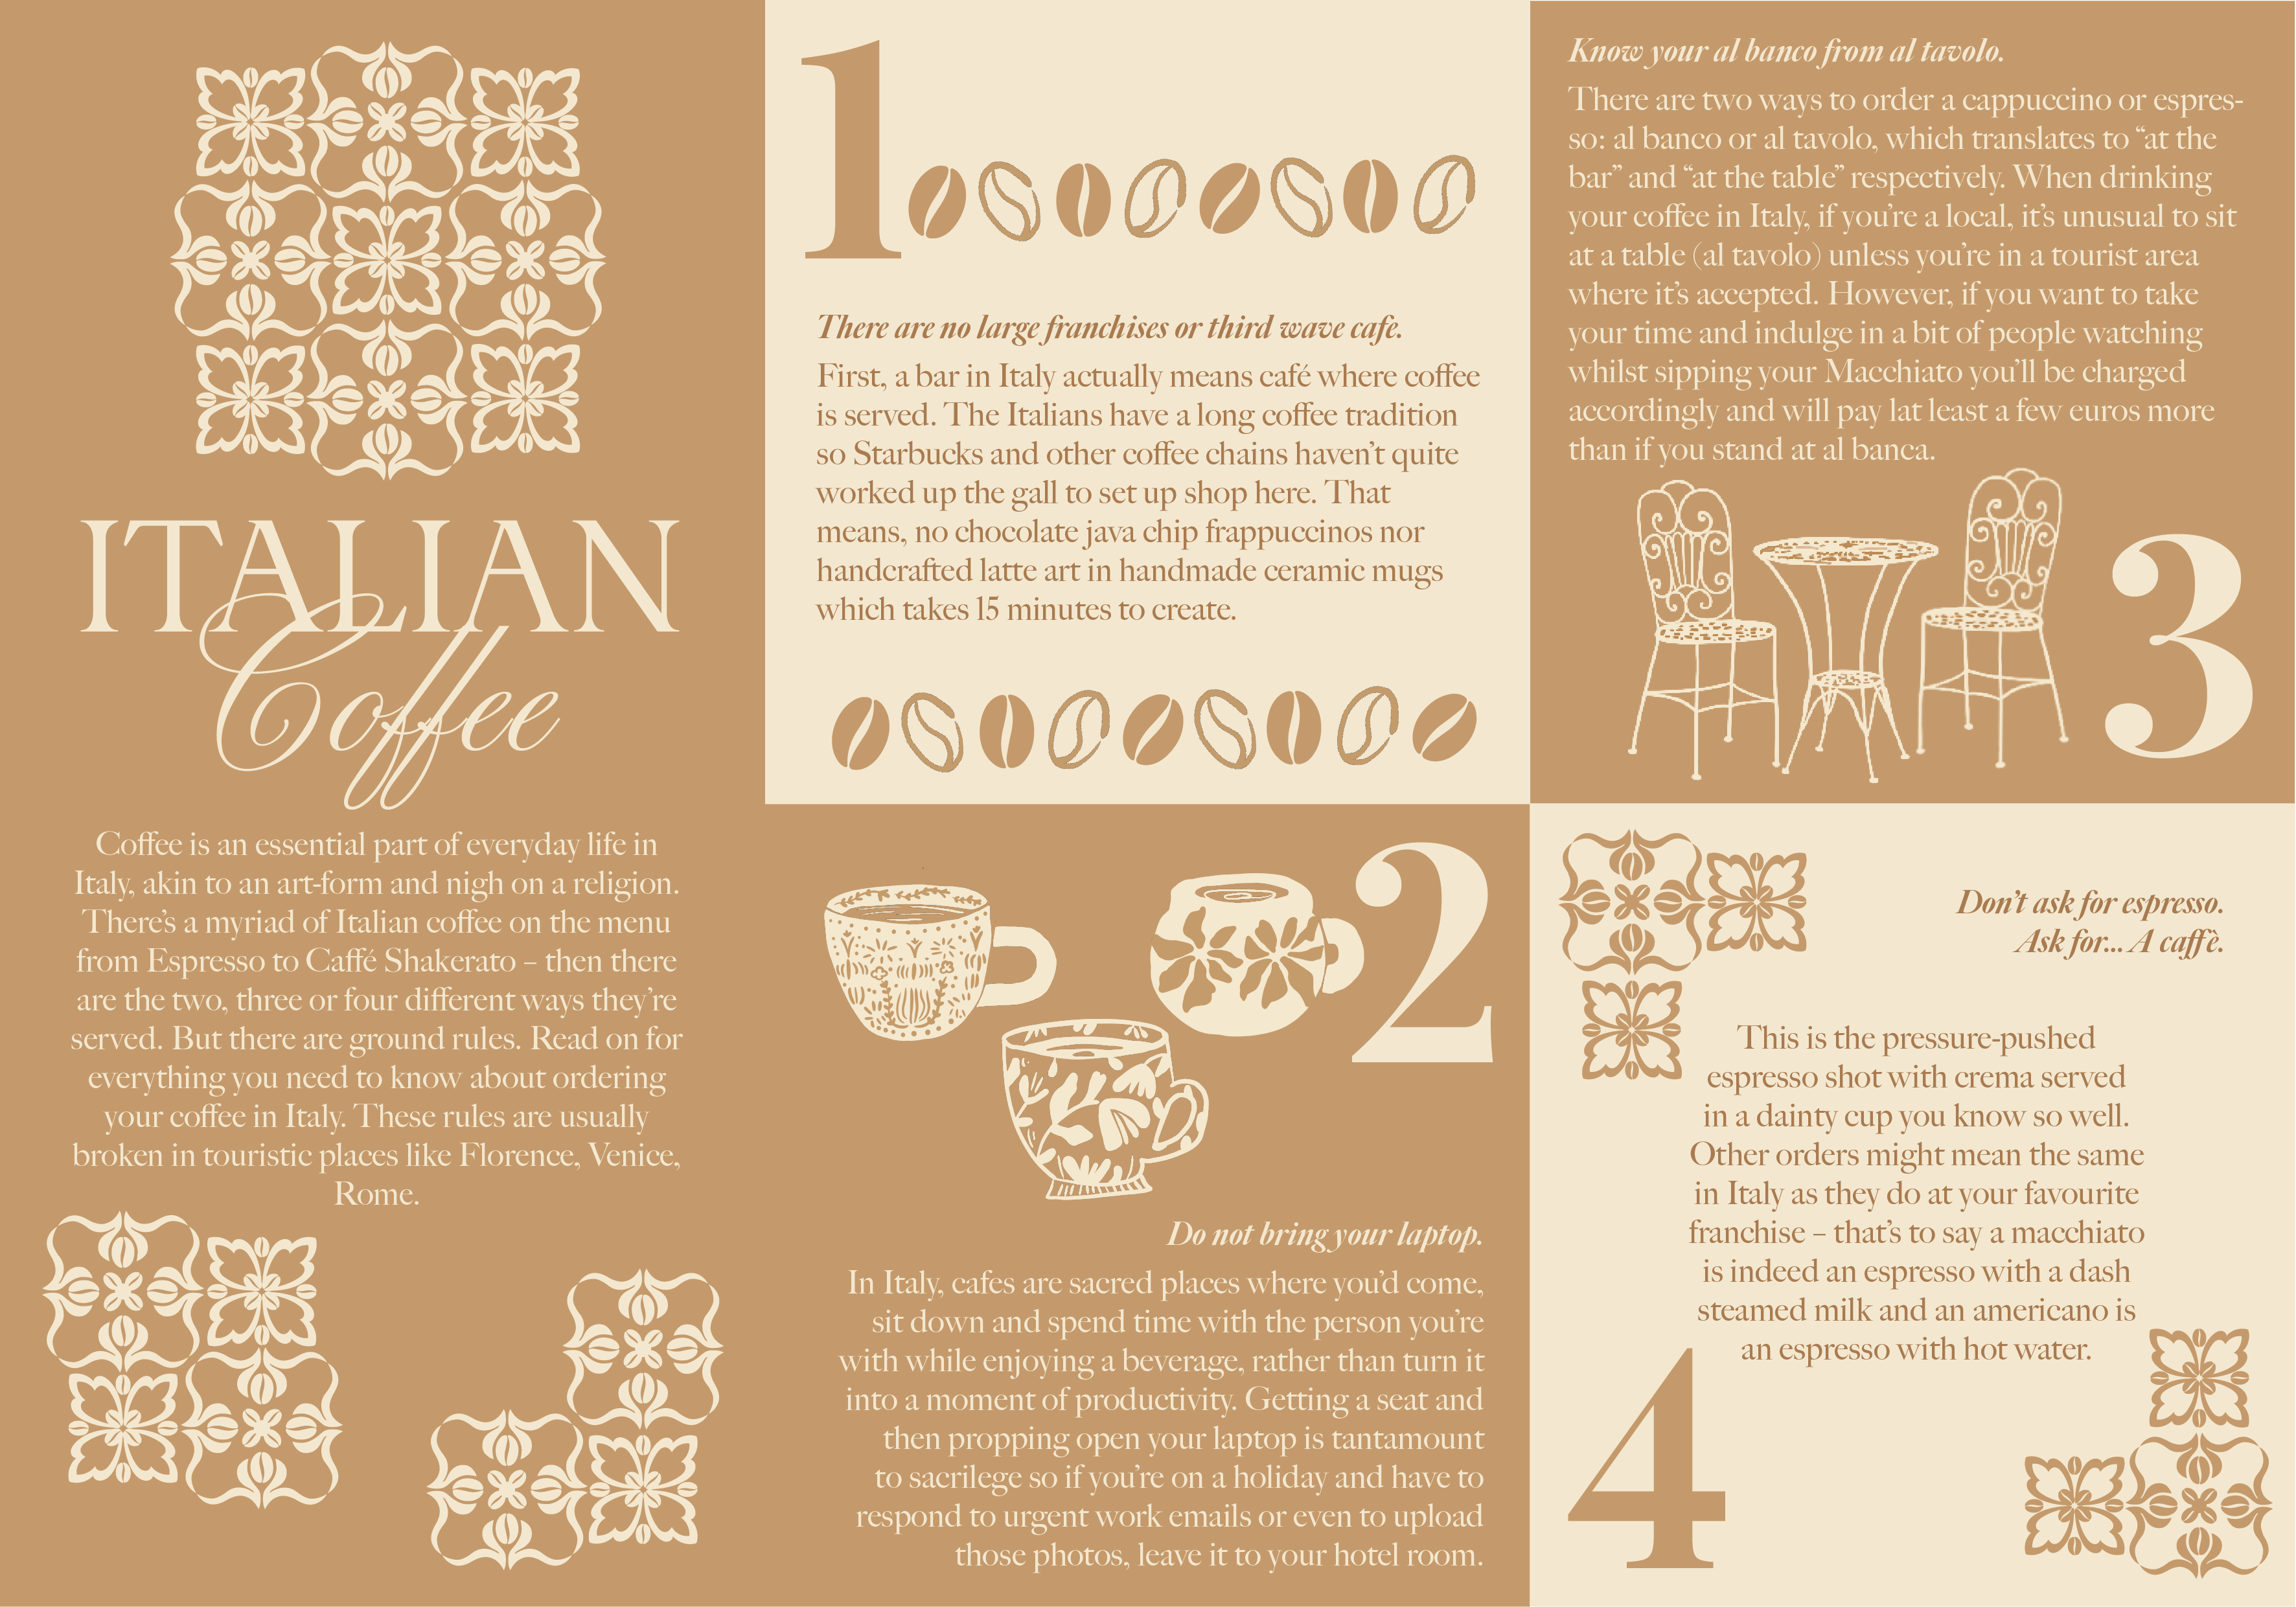 ITALIAN
Coffee
Coffee is an essential part of everyday life in
Italy, akin to an art-form and nigh on a religion.
There's a myriad of Italian coffee on the menu
from Espresso to Caffé Shakerato – then there
are the two, three or four different ways they're
served. But there are ground rules. Read on for
everything you need to know about ordering
your coffee in Italy. These rules are usually
broken in touristic places like Florence, Venice,
Rome.
1
There are no large franchises or third wave cafe.
First, a bar in Italy actually means café where coffee
is served. The Italians have a long coffee tradition
so Starbucks and other coffee chains haven't quite
worked up the gall to set up shop here. That
means, no chocolate java chip frappuccinos nor
handcrafted latte art in handmade ceramic mugs
which takes 15 minutes to create.
2
Do not bring your laptop.
In Italy, cafes are sacred places where you'd come,
sit down and spend time with the person you're
with while enjoying a beverage, rather than turn it
into a moment of productivity. Getting a seat and
then propping open your laptop is tantamount
to sacrilege so if you're on a holiday and have to
respond to urgent work emails or even to upload
those photos, leave it to your hotel room.
Know your al banco from al tavolo.
There are two ways to order a cappuccino or espres-
so: al banco or al tavolo, which translates to “at the
bar” and “at the table” respectively. When drinking
your coffee in Italy, if you're a local, it's unusual to sit
at a table (al tavolo) unless you're in a tourist area
where it's accepted. However, if you want to take
your time and indulge in a bit of people watching
whilst sipping your Macchiato you'll be charged
accordingly and will pay lat least a few euros more
than if you stand at al banca.
3
Don't ask for espresso.
Ask for... A caffè.
This is the pressure-pushed
espresso shot with crema served
in a dainty cup you know so well.
Other orders might mean the same
in Italy as they do at your favourite
franchise – that's to say a macchiato
is indeed an espresso with a dash
steamed milk and an americano is
an espresso with hot water.
4